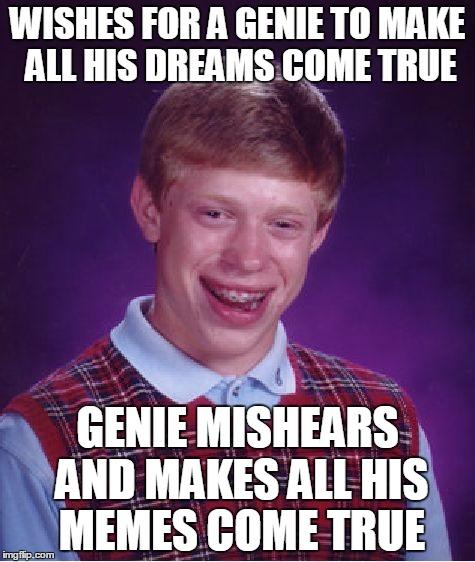 WISHES FOR A GENIE TO MAKE
ALL HIS DREAMS COME TRUE
GENIE MISHEARS
AND MAKES ALL HIS
MEMES COME TRUE
imgflip.com